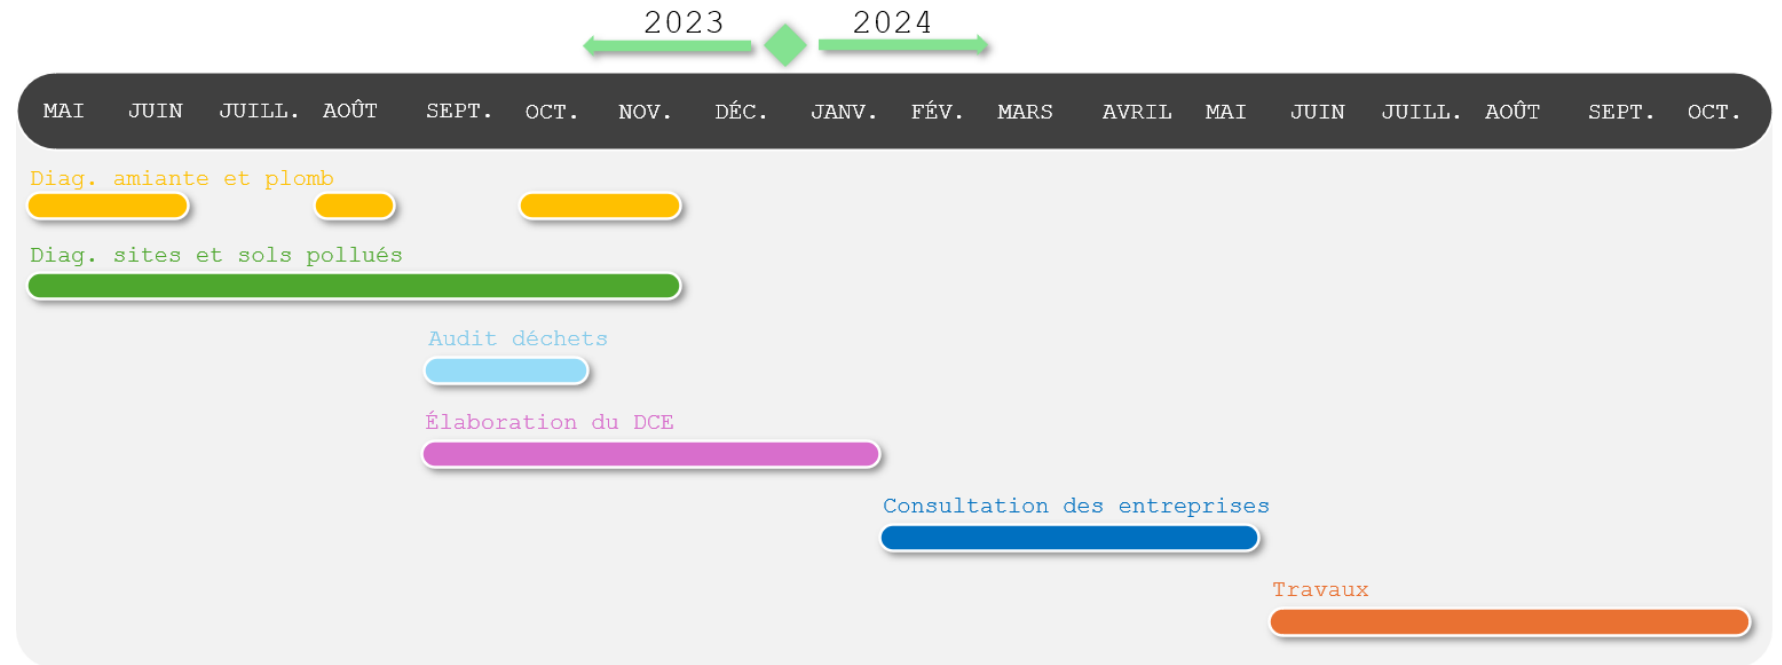 2023 2024
MAI JUIN JUILL. AOÛT SEPT. OCT. NOV. DÉC. JANV. FÉV. MARS AVRIL MAI JUIN JUILL. AOÛT SEPT. OCT.
Diag. amiante et plomb
Diag. sites et sols pollués
Audit déchets
Élaboration du DCE
Consultation des entreprises
Travaux